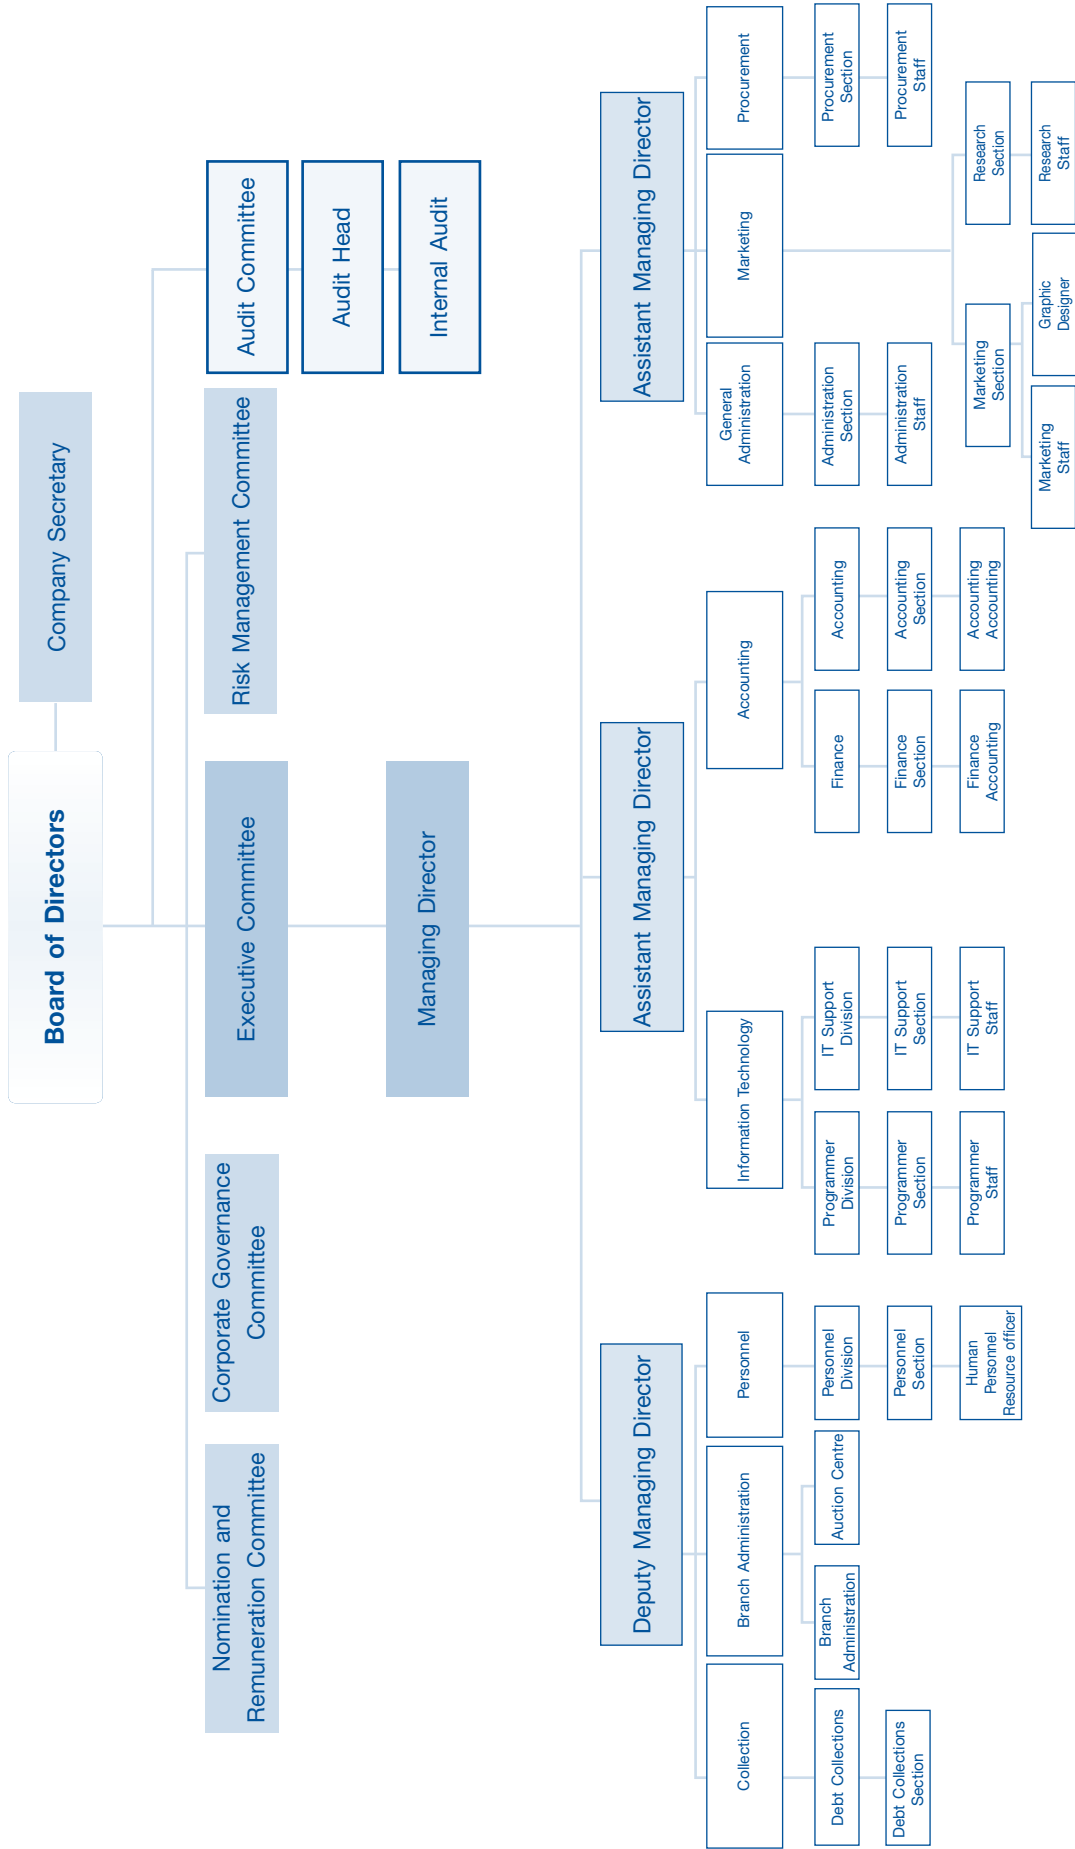 Board of Directors
Company Secretary
Nomination and
Remuneration Committee
Corporate Governance
Committee
Executive Committee
Risk Management Committee
Audit Committee
Audit Head
Internal Audit
Managing Director
Deputy Managing Director
Assistant Managing Director
Assistant Managing Director
Collection
Branch Administration
Personnel
Information Technology
Accounting
General
Administration
Marketing
Procurement
Debt Collections
Branch
Administration
Auction Centre
Personnel
Division
Programmer
Division
IT Support
Division
Finance
Accounting
Administration
Section
Procurement
Section
Debt Collections
Section
Personnel
Section
Programmer
Section
IT Support
Section
Finance
Section
Accounting
Section
Administration
Staff
Procurement
Staff
Human
Personnel
Resource officer
Programmer
Staff
IT Support
Staff
Finance
Accounting
Accounting
Accounting
Marketing
Section
Research
Section
Marketing
Staff
Graphic
Designer
Research
Staff